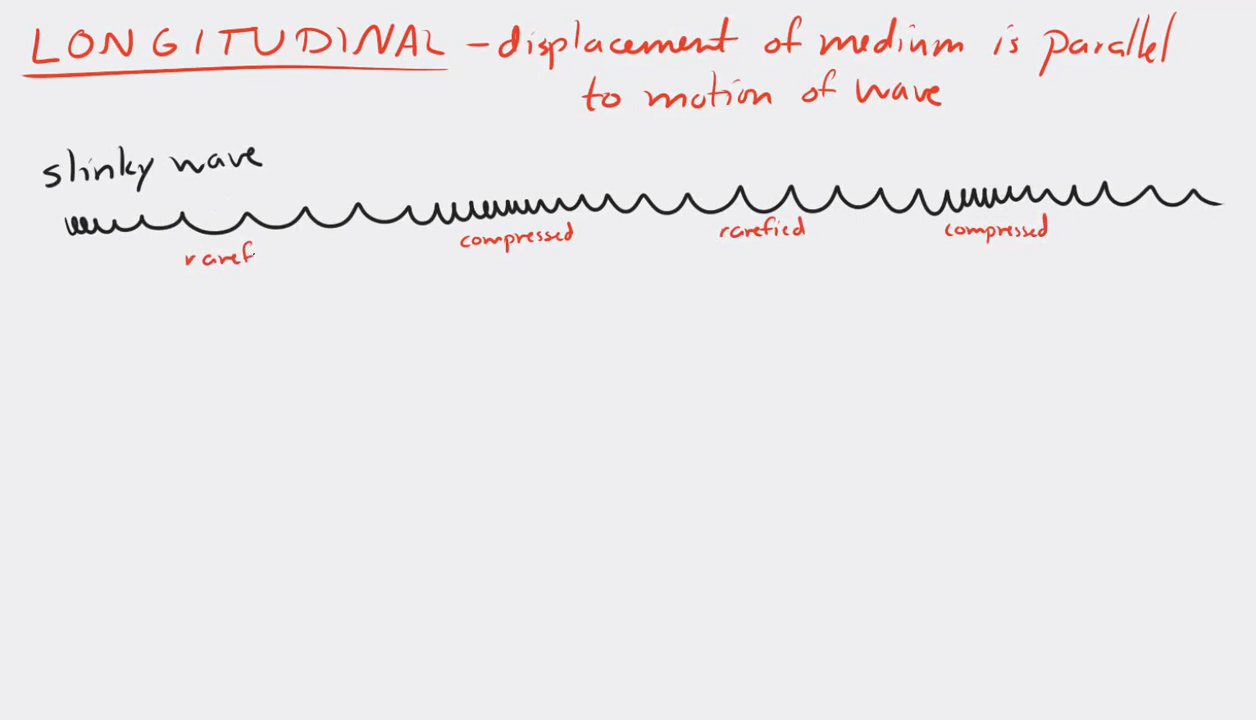 LONGITUDINAL - displacement of medium is parallel
to motion of wave
slinky wave
raref compressed rarefied compressed